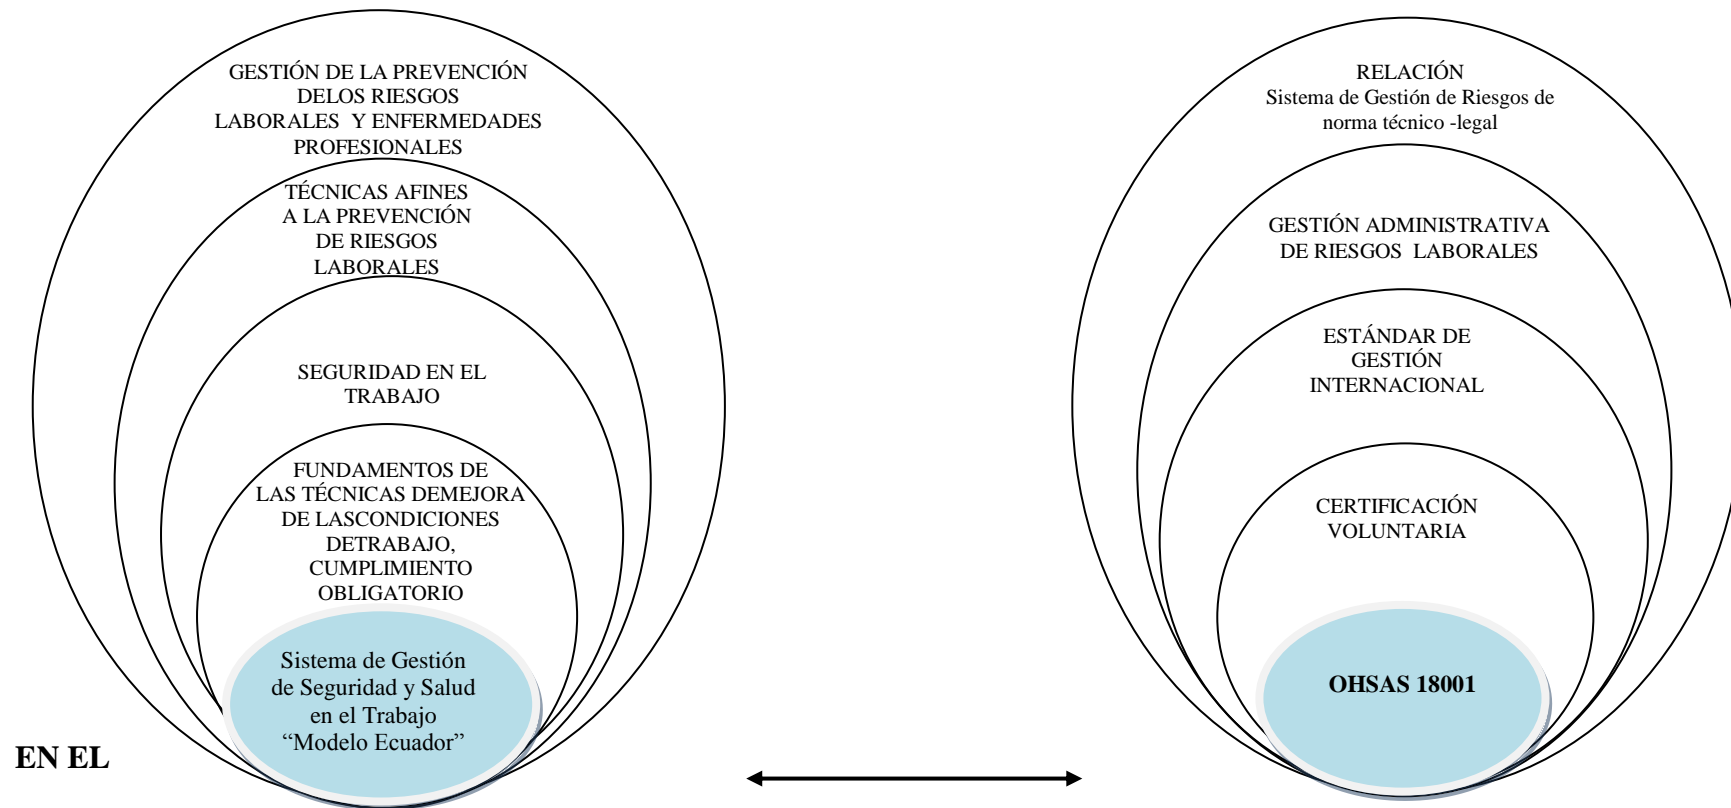 GESTIÓN DE LA PREVENCIÓN
DELOS RIESGOS
LABORALES Y ENFERMEDADES
PROFESIONALES
TÉCNICAS AFINES
A LA PREVENCIÓN
DE RIESGOS
LABORALES
SEGURIDAD EN EL
TRABAJO
FUNDAMENTOS DE
LAS TÉCNICAS DEMEJORA
DE LASCONDICIONES
DETRABAJO,
CUMPLIMIENTO
OBLIGATORIO
Sistema de Gestión
de Seguridad y Salud
en el Trabajo
“Modelo Ecuador”
EN EL
RELACIÓN
Sistema de Gestión de Riesgos de
norma técnico -legal
GESTIÓN ADMINISTRATIVA
DE RIESGOS LABORALES
ESTÁNDAR DE
GESTIÓN
INTERNACIONAL
CERTIFICACIÓN
VOLUNTARIA
OHSAS 18001